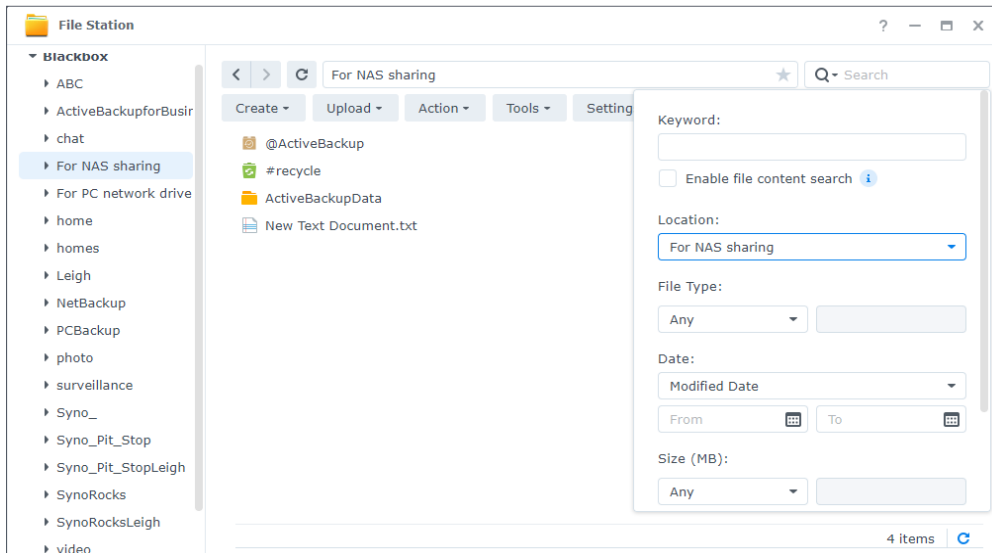 File Station
?
Blackbox
ABC
ActiveBackupforBusir
chat
For NAS sharing
For PC network drive
home
homes
Leigh
NetBackup
PCBackup
photo
surveillance
Syno_
Syno_Pit_Stop
Syno_Pit_StopLeigh
SynoRocks
SynoRocksLeigh
video
For NAS sharing
Search
Create
Upload
Action
Tools
Setting
@ActiveBackup
#recycle
ActiveBackupData
New Text Document.txt
Keyword:
Enable file content search i
Location:
For NAS sharing
File Type:
Any
Date:
Modified Date
From
To
Size (MB):
Any
4 items